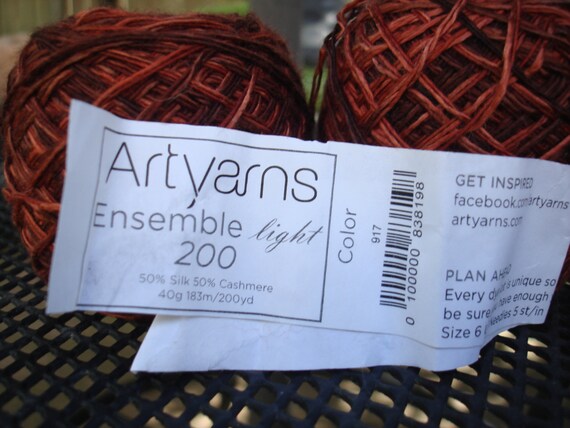 Artyarns
Ensemble light
200
50% Silk 50% Cashmere
40g 183m/200yd
Color
917
0 100000 838198
GET INSPIRED
facebook.com/artyarns
artyarns.com
PLAN AHEAD
Every is unique so
be sure have enough
Size 6 Needles 5 st/in